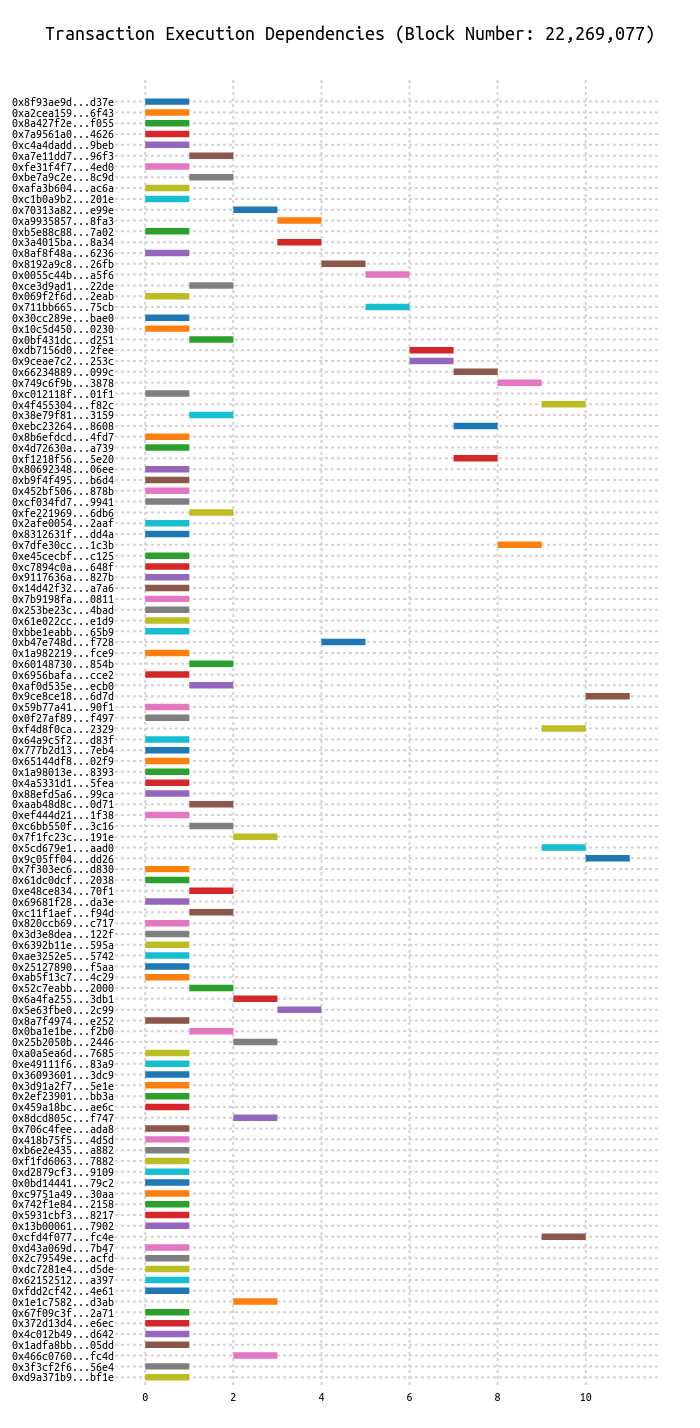 Transaction Execution Dependencies (Block Number: 22,269,077)
0x8f93ae9d...d37e
0xa2cea159...6f43
0x8a427f2e...f055
0x7a9561a0...4626
0xc4a4dadd...9beb
0xa7e11dd7...96f3
0xfe31f4f7...4ed0
0xbe7a9c2e...8c9d
0xafa3b604...ac6a
0xc1b0a9b2...201e
0x70313a82...e99e
0xa9935857...8fa3
0xb5e88c88...7a02
0x3a4015ba...8a34
0x8af8f48a...6236
0x8192a9c8...26fb
0x0055c44b...a5f6
0xce3d9ad1...22de
0x069f2f6d...2eab
0x711bb665...75cb
0x30cc289e...bae0
0x10c5d450...0230
0x0bf431dc...d251
0xdb7156d0...2fee
0x9ceae7c2...253c
0x66234889...099c
0x749c6f9b...3878
0xc012118f...01f1
0x4f455304...f82c
0x38e79f81...3159
0xebc23264...8608
0x8b6efdcd...4fd7
0x4d72630a...a739
0xf1218f56...5e20
0x80692348...06ee
0xb9f4f495...b6d4
0x452bf506...878b
0xcf034fd7...9941
0xfe221969...6db6
0x2afe0054...2aaf
0x8312631f...dd4a
0x7dfe30cc...1c3b
0xe45cecbf...c125
0xc7894c0a...648f
0x9117636a...827b
0x14d42f32...a7a6
0x7b9198fa...0811
0x253be23c...4bad
0x61e022cc...e1d9
0xbbe1eabb...65b9
0xb47e748d...f728
0x1a982219...fce9
0x60148730...854b
0x6956bafa...cce2
0xaf0d535e...ecb0
0x9ce8ce18...6d7d
0x59b77a41...90f1
0x0f27af89...f497
0xf4d8f0ca...2329
0x64a9c5f2...d83f
0x777b2d13...7eb4
0x65144df8...02f9
0x1a98013e...8393
0x4a5331d1...5fea
0x88efd5a6...99ca
0xaab48d8c...0d71
0xef444d21...1f38
0xc6bb550f...3c16
0x7f1fc23c...191e
0x5cd679e1...aad0
0x9c05ff04...dd26
0x7f303ec6...d830
0x61dc0dcf...2038
0xe48ce834...70f1
0x69681f28...da3e
0xc11f1aef...f94d
0x820ccb69...c717
0x3d3e8dea...122f
0x6392b11e...595a
0xae3252e5...5742
0x25127890...f5aa
0xab5f13c7...4c29
0x52c7eabb...2000
0x6a4fa255...3db1
0x5e63fbe0...2c99
0x8a7f4974...e252
0x0ba1e1be...f2b0
0x25b2050b...2446
0xa0a5ea6d...7685
0xe49111f6...83a9
0x36093601...3dc9
0x3d91a2f7...5e1e
0x2ef23901...bb3a
0x459a18bc...ae6c
0x8dcd805c...f747
0x706c4fee...ada8
0x418b75f5...4d5d
0xb6e2e435...a882
0xf1fd6063...7882
0xd2879cf3...9109
0x0bd14441...79c2
0xc9751a49...30aa
0x742f1e84...2158
0x5931cbf3...8217
0x13b00061...7902
0xcfd4f077...fc4e
0xd43a069d...7b47
0x2c79549e...acfd
0xdc7281e4...d5de
0x62152512...a397
0xfdd2cf42...4e61
0x1e1c7582...d3ab
0x67f09c3f...2a71
0x372d13d4...e6ec
0x4c012b49...d642
0x1adfa8bb...05dd
0x466c0760...fc4d
0x3f3cf2f6...56e4
0xd9a371b9...bf1e
0 2 4 6 8 10